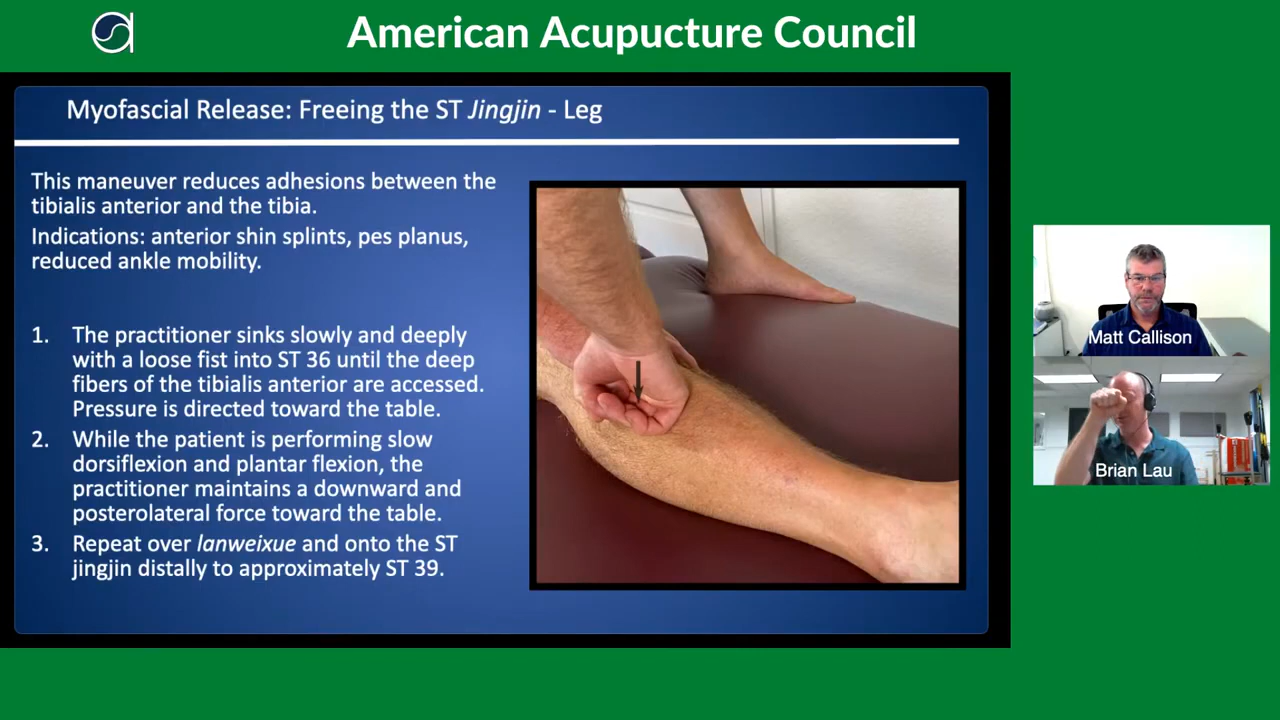 American Acupucture Council
Myofascial Release: Freeing the ST Jingjin - Leg
This maneuver reduces adhesions between the
tibialis anterior and the tibia.
Indications: anterior shin splints, pes planus,
reduced ankle mobility.
1. The practitioner sinks slowly and deeply
with a loose fist into ST 36 until the deep
fibers of the tibialis anterior are accessed.
Pressure is directed toward the table.
2. While the patient is performing slow
dorsiflexion and plantar flexion, the
practitioner maintains a downward and
posterolateral force toward the table.
3. Repeat over lanweixue and onto the ST
jingjin distally to approximately ST 39.
Matt Callison
Brian Lau